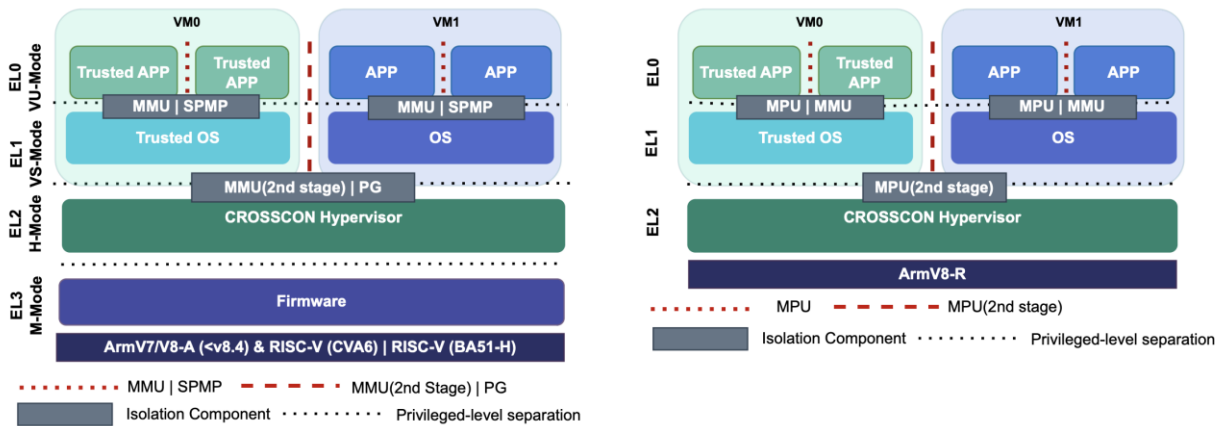 VM0
VM1
EL0
VU-Mode
Trusted APP
Trusted
APP
APP
APP
MMU | SPMP
MMU | SPMP
EL1
VS-Mode
Trusted OS
OS
MMU(2nd stage) | PG
EL2
H-Mode
CROSSCON Hypervisor
EL3
M-Mode
Firmware
ArmV7/V8-A (<v8.4) & RISC-V (CVA6) | RISC-V (BA51-H)
MMU | SPMP
MMU(2nd Stage) | PG
Isolation Component
Privileged-level separation
VM0
VM1
EL0
Trusted APP
Trusted
APP
APP
APP
MPU | MMU
MPU | MMU
EL1
Trusted OS
OS
MPU(2nd stage)
EL2
CROSSCON Hypervisor
ArmV8-R
MPU
MPU(2nd stage)
Isolation Component
Privileged-level separation